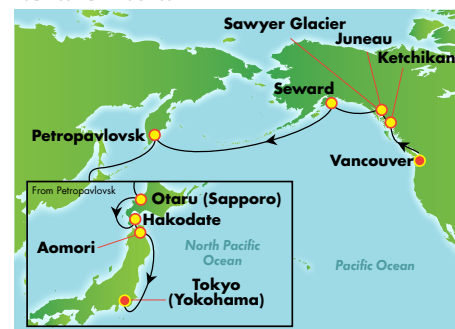 Sawyer Glacier
Juneau
Ketchikan
Seward
Petropavlovsk
Vancouver
From Petropavlovsk
Otaru (Sapporo)
Hakodate
Aomori
North Pacific
Ocean
Pacific Ocean
Tokyo
(Yokohama)